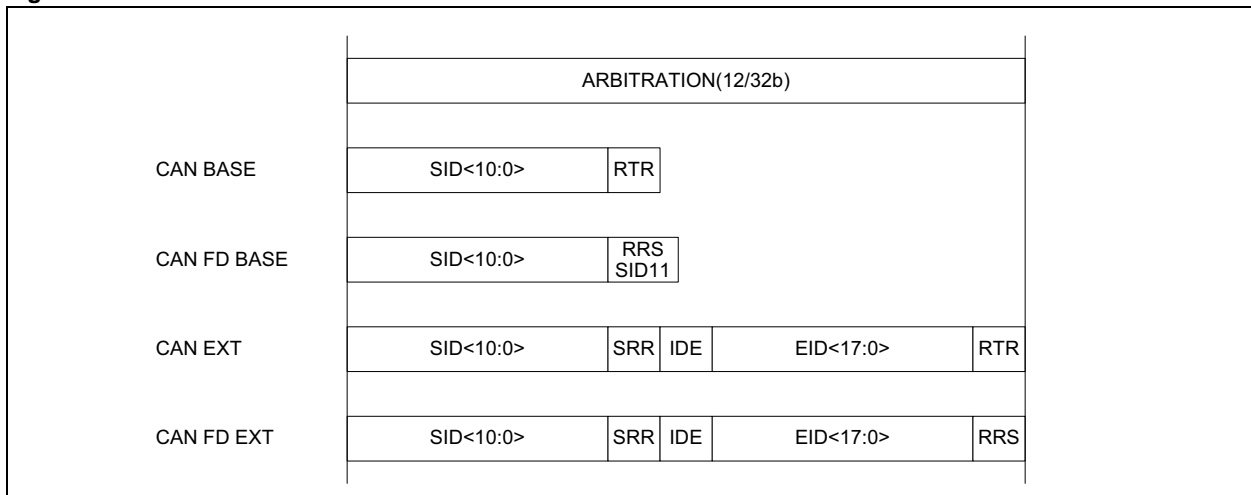 ARBITRATION(12/32b)
CAN BASE SID<10:0> RTR
CAN FD BASE SID<10:0> RRS
SID11
CAN EXT SID<10:0> SRR IDE EID<17:0> RTR
CAN FD EXT SID<10:0> SRR IDE EID<17:0> RRS